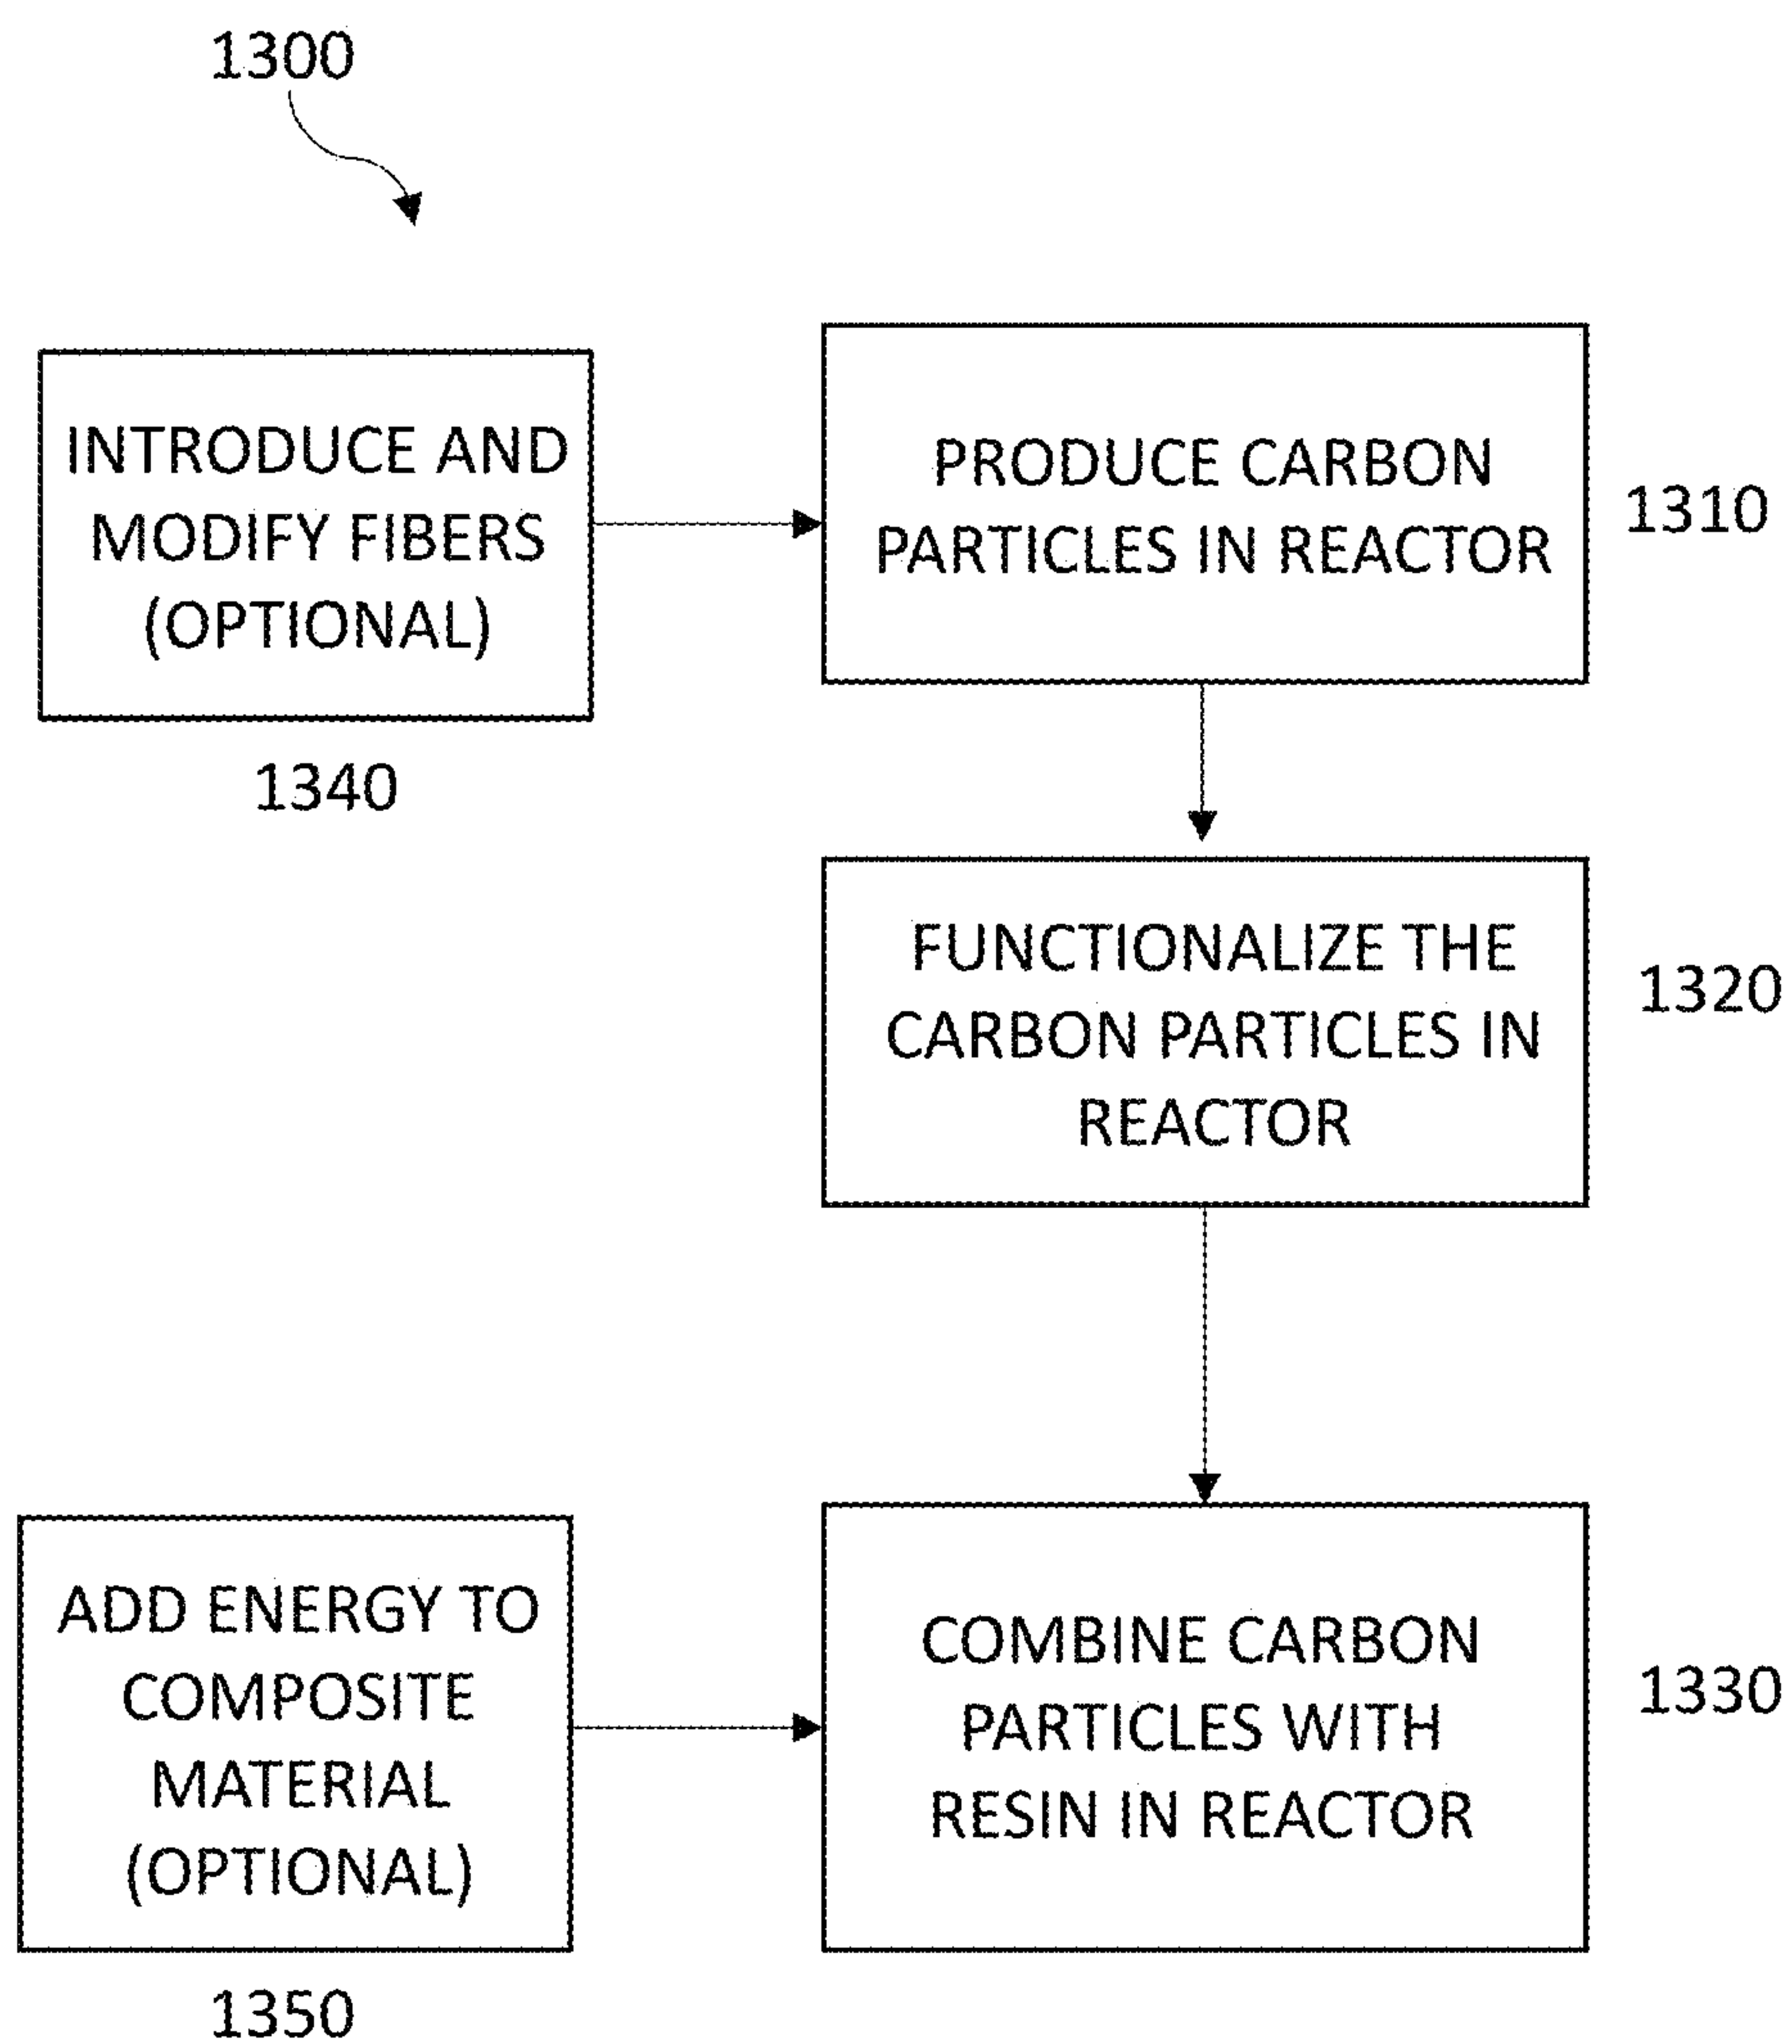 1300
INTRODUCE AND
MODIFY FIBERS
(OPTIONAL)
1340
PRODUCE CARBON
PARTICLES IN REACTOR
1310
FUNCTIONALIZE THE
CARBON PARTICLES IN
REACTOR
1320
ADD ENERGY TO
COMPOSITE
MATERIAL
(OPTIONAL)
1350
COMBINE CARBON
PARTICLES WITH
RESIN IN REACTOR
1330